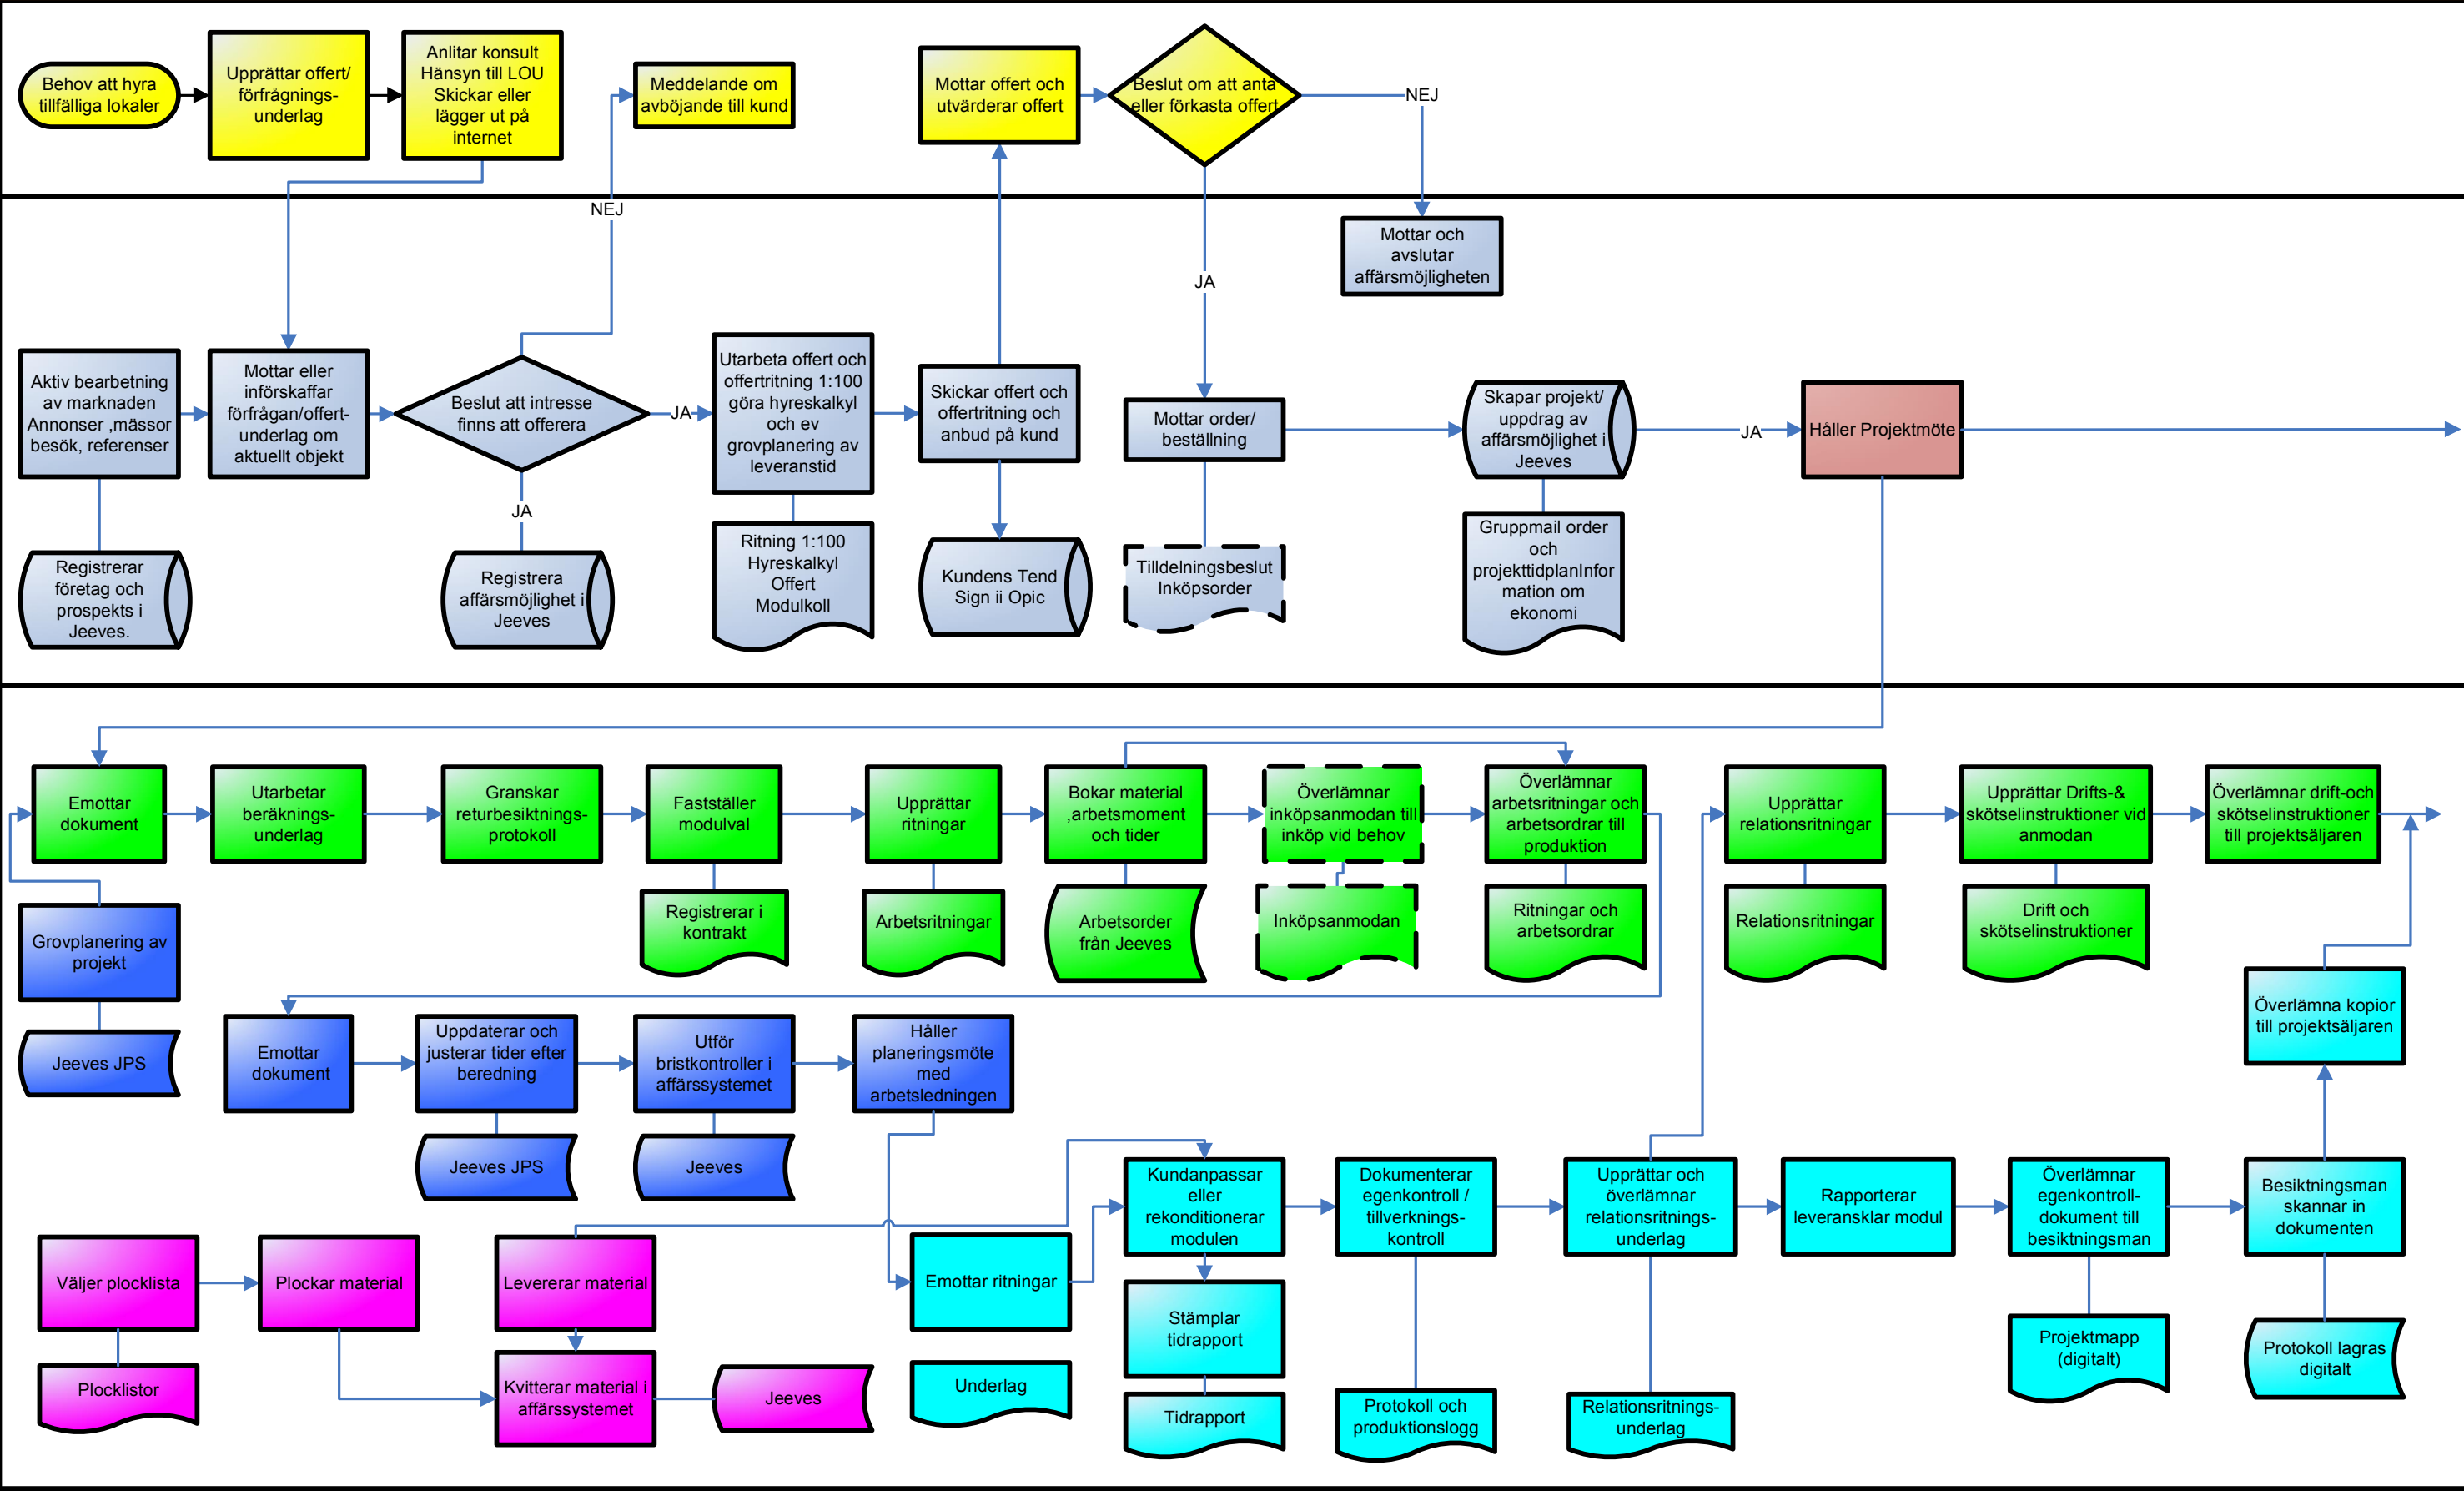 Behov att hyra
tillfälliga lokaler
Upprättar offert/
förfrågnings-
underlag
Anlitar konsult
Hänsyn till LOU
Skickar eller
lägger ut på
internet
Meddelande om
avböjande till kund
Mottar offert och
utvärderar offert
Beslut om att anta
eller förkasta offert
NEJ
NEJ
JA
Mottar och
avslutar
affärsmöjligheten
Aktiv bearbetning
av marknaden
Annonser ,mässor
besök, referenser
Mottar eller
införskaffar
förfrågan/offert-
underlag om
aktuellt objekt
Beslut att intresse
finns att offerera
JA
Utarbeta offert och
offertritning 1:100
göra hyreskalkyl
och ev
grovplanering av
leveranstid
Skickar offert och
offertritning och
anbud på kund
Mottar order/
beställning
Skapar projekt/
uppdrag av
affärsmöjlighet i
Jeeves
JA
Håller Projektmöte
JA
Registrerar
företag och
prospekts i
Jeeves.
Registrera
affärsmöjlighet i
Jeeves
Ritning 1:100
Hyreskalkyl
Offert
Modulkoll
Kundens Tend
Sign ii Opic
Tilldelningsbeslut
Inköpsorder
Gruppmail order
och
projekttidplanInfor
mation om
ekonomi
Emottar
dokument
Utarbetar
beräknings-
underlag
Granskar
returbesiktnings-
protokoll
Fastställer
modulval
Upprättar
ritningar
Bokar material
,arbetsmoment
och tider
Överlämnar
inköpsanmodan till
inköp vid behov
Överlämnar
arbetsritningar och
arbetsordrar till
produktion
Upprättar
relationsritningar
Upprättar Drifts-&
skötselinstruktioner vid
anmodan
Överlämnar drift-och
skötselinstruktioner
till projektsäljaren
Registrerar i
kontrakt
Arbetsritningar
Arbetsorder
från Jeeves
Inköpsanmodan
Ritningar och
arbetsordrar
Relationsritningar
Drift och
skötselinstruktioner
Grovplanering av
projekt
Jeeves JPS
Emottar
dokument
Uppdaterar och
justerar tider efter
beredning
Utför
bristkontroller i
affärssystemet
Håller
planeringsmöte
med
arbetsledningen
Överlämna kopior
till projektsäljaren
Jeeves JPS
Jeeves
Kundanpassar
eller
rekonditionerar
modulen
Dokumenterar
egenkontroll /
tillverknings-
kontroll
Upprättar och
överlämnar
relationsritnings-
underlag
Rapporterar
leveransklar modul
Överlämnar
egenkontroll-
dokument till
besiktningsman
Besiktningsman
skannar in
dokumenten
Väljer plocklista
Plockar material
Levererar material
Emottar ritningar
Stämplar
tidrapport
Projektmapp
(digitalt)
Protokoll lagras
digitalt
Plocklistor
Kvitterar material i
affärssystemet
Jeeves
Underlag
Tidrapport
Protokoll och
produktionslogg
Relationsritnings-
underlag